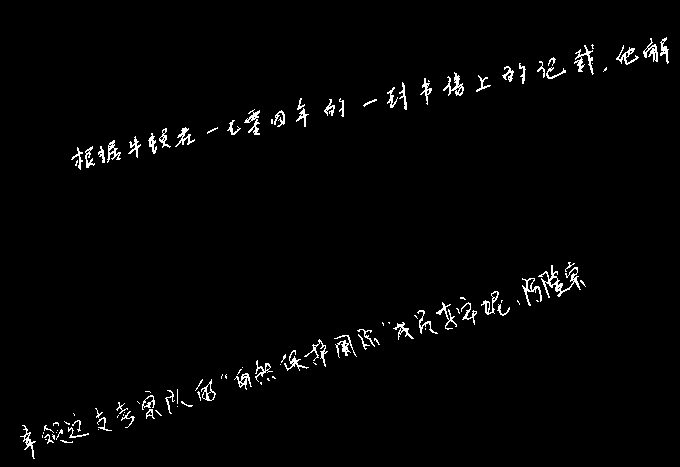 根据牛顿在一七零四年的一封书信上的记载，他解
率领这支考察队的“自然保护国际”成员李安妮·阿隆索